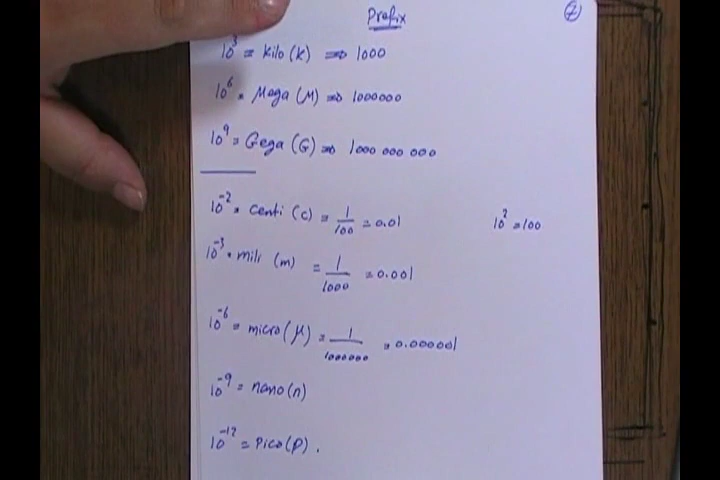 Prefix
2
10³ = kilo (k) ⇒ 1000
10⁶ = Mega (M) ⇒ 1000000
10⁹ = Gega (G) ⇒ 1000 000 000
10⁻² = centi (c) = 1/100 = 0.01
10² = 100
10⁻³ = mili (m) = 1/1000 = 0.001
10⁻⁶ = micro (μ) = 1/1000000 = 0.000001
10⁻⁹ = nano (n)
10⁻¹² = Pico (p).